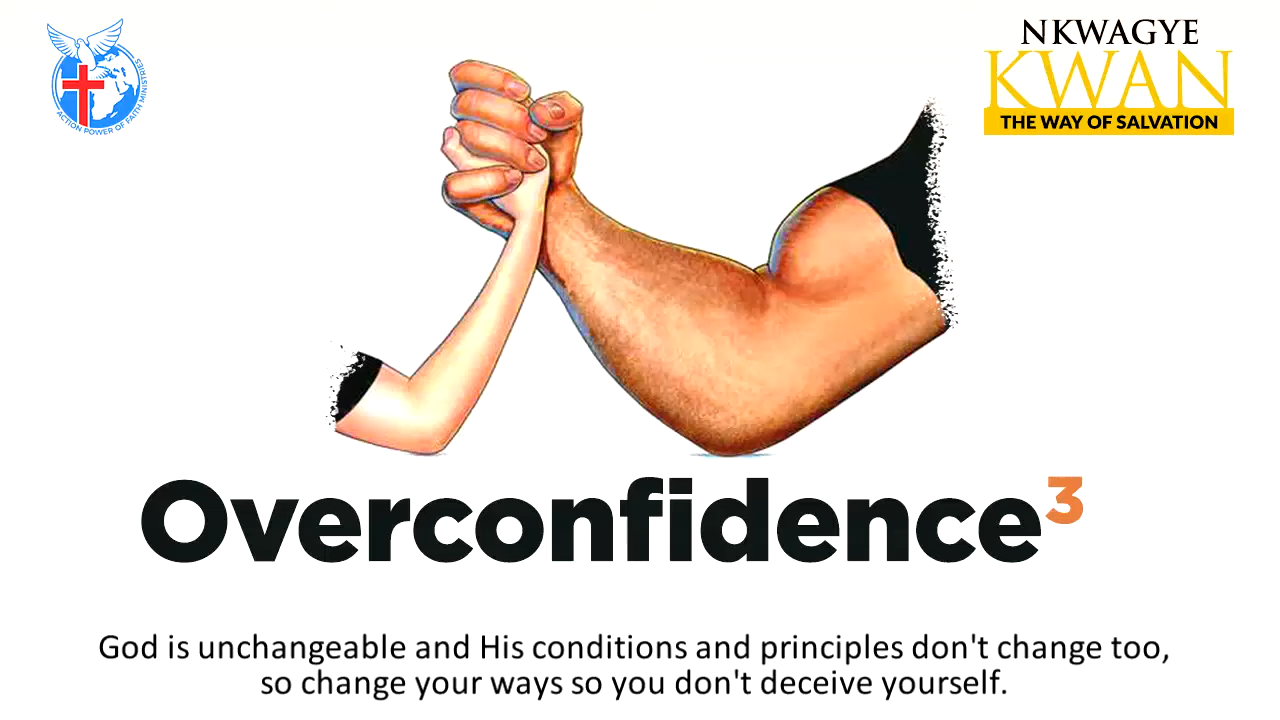 ACTION POWER OF FAITH MINISTRIES
NKWAGYE
KWAN
THE WAY OF SALVATION
Overconfidence³
God is unchangeable and His conditions and principles don't change too,
so change your ways so you don't deceive yourself.